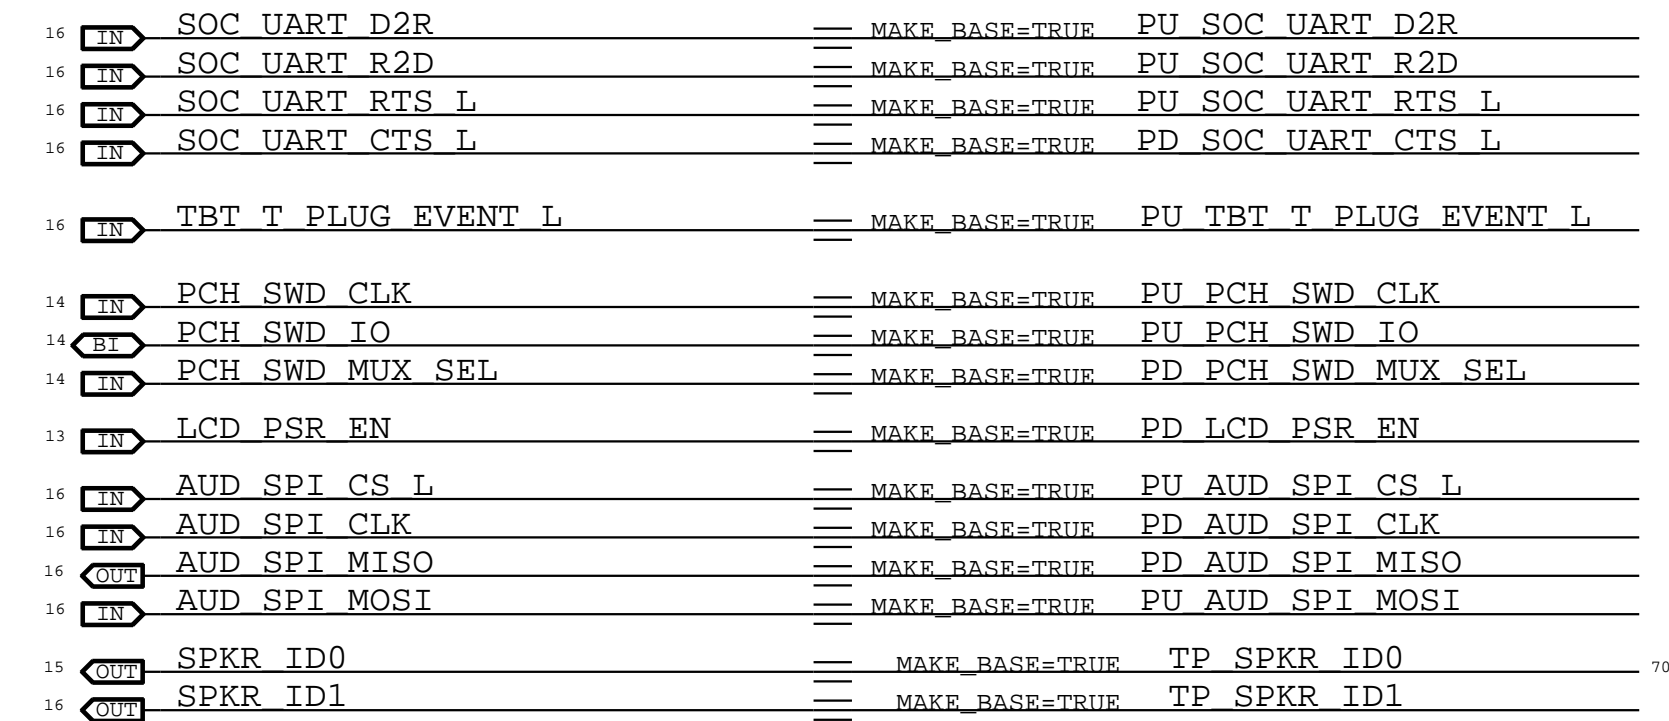 16 IN SOC_UART_D2R MAKE_BASE=TRUE PU_SOC_UART_D2R
16 IN SOC_UART_R2D MAKE_BASE=TRUE PU_SOC_UART_R2D
16 IN SOC_UART_RTS_L MAKE_BASE=TRUE PU_SOC_UART_RTS_L
16 IN SOC_UART_CTS_L MAKE_BASE=TRUE PD_SOC_UART_CTS_L
16 IN TBT_T_PLUG_EVENT_L MAKE_BASE=TRUE PU_TBT_T_PLUG_EVENT_L
14 IN PCH_SWD_CLK MAKE_BASE=TRUE PU_PCH_SWD_CLK
14 BI PCH_SWD_IO MAKE_BASE=TRUE PU_PCH_SWD_IO
14 IN PCH_SWD_MUX_SEL MAKE_BASE=TRUE PD_PCH_SWD_MUX_SEL
13 IN LCD_PSR_EN MAKE_BASE=TRUE PD_LCD_PSR_EN
16 IN AUD_SPI_CS_L MAKE_BASE=TRUE PU_AUD_SPI_CS_L
16 IN AUD_SPI_CLK MAKE_BASE=TRUE PD_AUD_SPI_CLK
16 OUT AUD_SPI_MISO MAKE_BASE=TRUE PD_AUD_SPI_MISO
16 IN AUD_SPI_MOSI MAKE_BASE=TRUE PU_AUD_SPI_MOSI
15 OUT SPKR_ID0 MAKE_BASE=TRUE TP_SPKR_ID0 70
16 OUT SPKR_ID1 MAKE_BASE=TRUE TP_SPKR_ID1